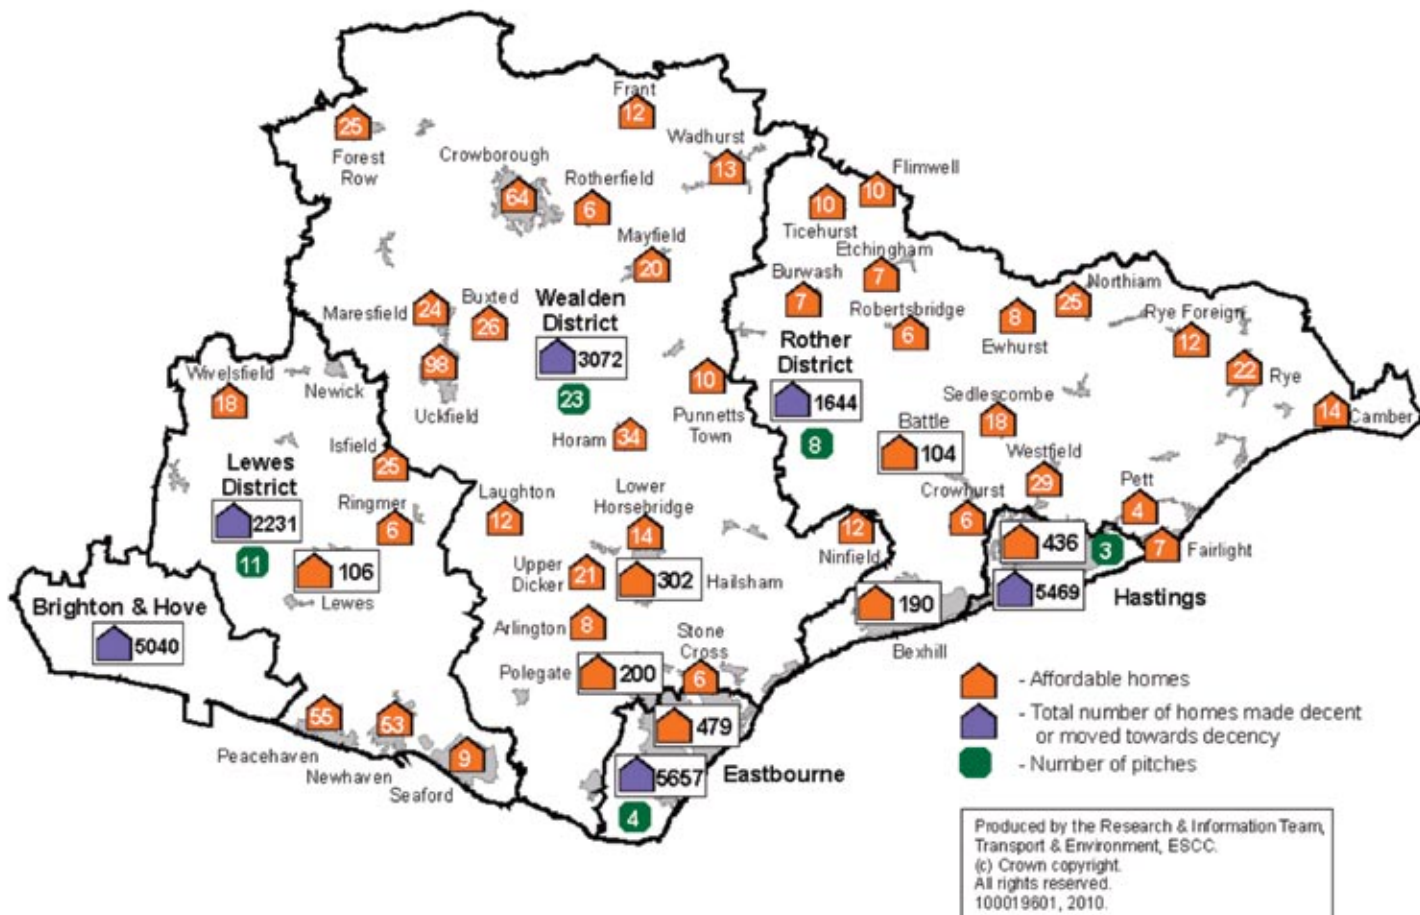 Frant
12
25
Forest
Row
Crowborough
64
Wadhurst
13
Rotherfield
6
Flimwell
10
10
Ticehurst
Mayfield
20
Etchingham
7
Burwash
7
Northiam
25
Maresfield
24
Buxted
26
Wealden
District
3072
23
Robertsbridge
6
8
Ewhurst
Rye Foreign
12
98
Uckfield
Rother
District
1644
8
22
Rye
Wivelsfield
18
Newick
10
Punnetts
Town
Sedlescombe
18
14
Camber
Horam
34
Battle
104
Isfield
25
Westfield
29
Lewes
District
2231
11
Ringmer
6
Laughton
12
Lower
Horsebridge
14
Crowhurst
6
Pett
4
12
Ninfield
436
3
7
Fairlight
106
Lewes
Upper
Dicker
21
302
Hailsham
5469
Hastings
Brighton & Hove
5040
190
Bexhill
Arlington
8
Stone
Cross
6
Polegate
200
- Affordable homes
- Total number of homes made decent
or moved towards decency
- Number of pitches
55
Peacehaven
53
Newhaven
9
Seaford
479
5657
Eastbourne
4
Produced by the Research & Information Team,
Transport & Environment, ESCC.
(c) Crown copyright.
All rights reserved.
100019601, 2010.